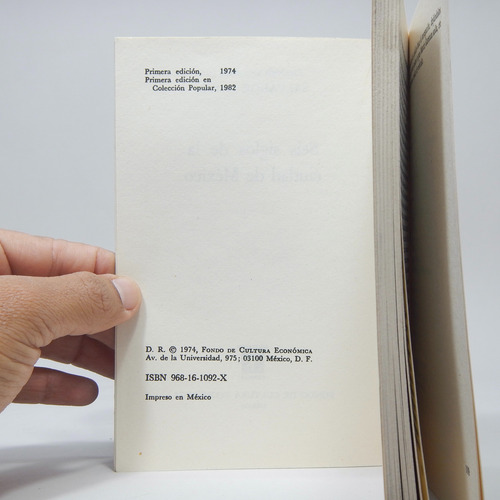 Primera edición, 1974
Primera edición en
Colección Popular, 1982
D. R. © 1974, FONDO DE CULTURA ECONÓMICA
Av. de la Universidad, 975; 03100 México, D. F.
ISBN 968-16-1092-X
Impreso en México